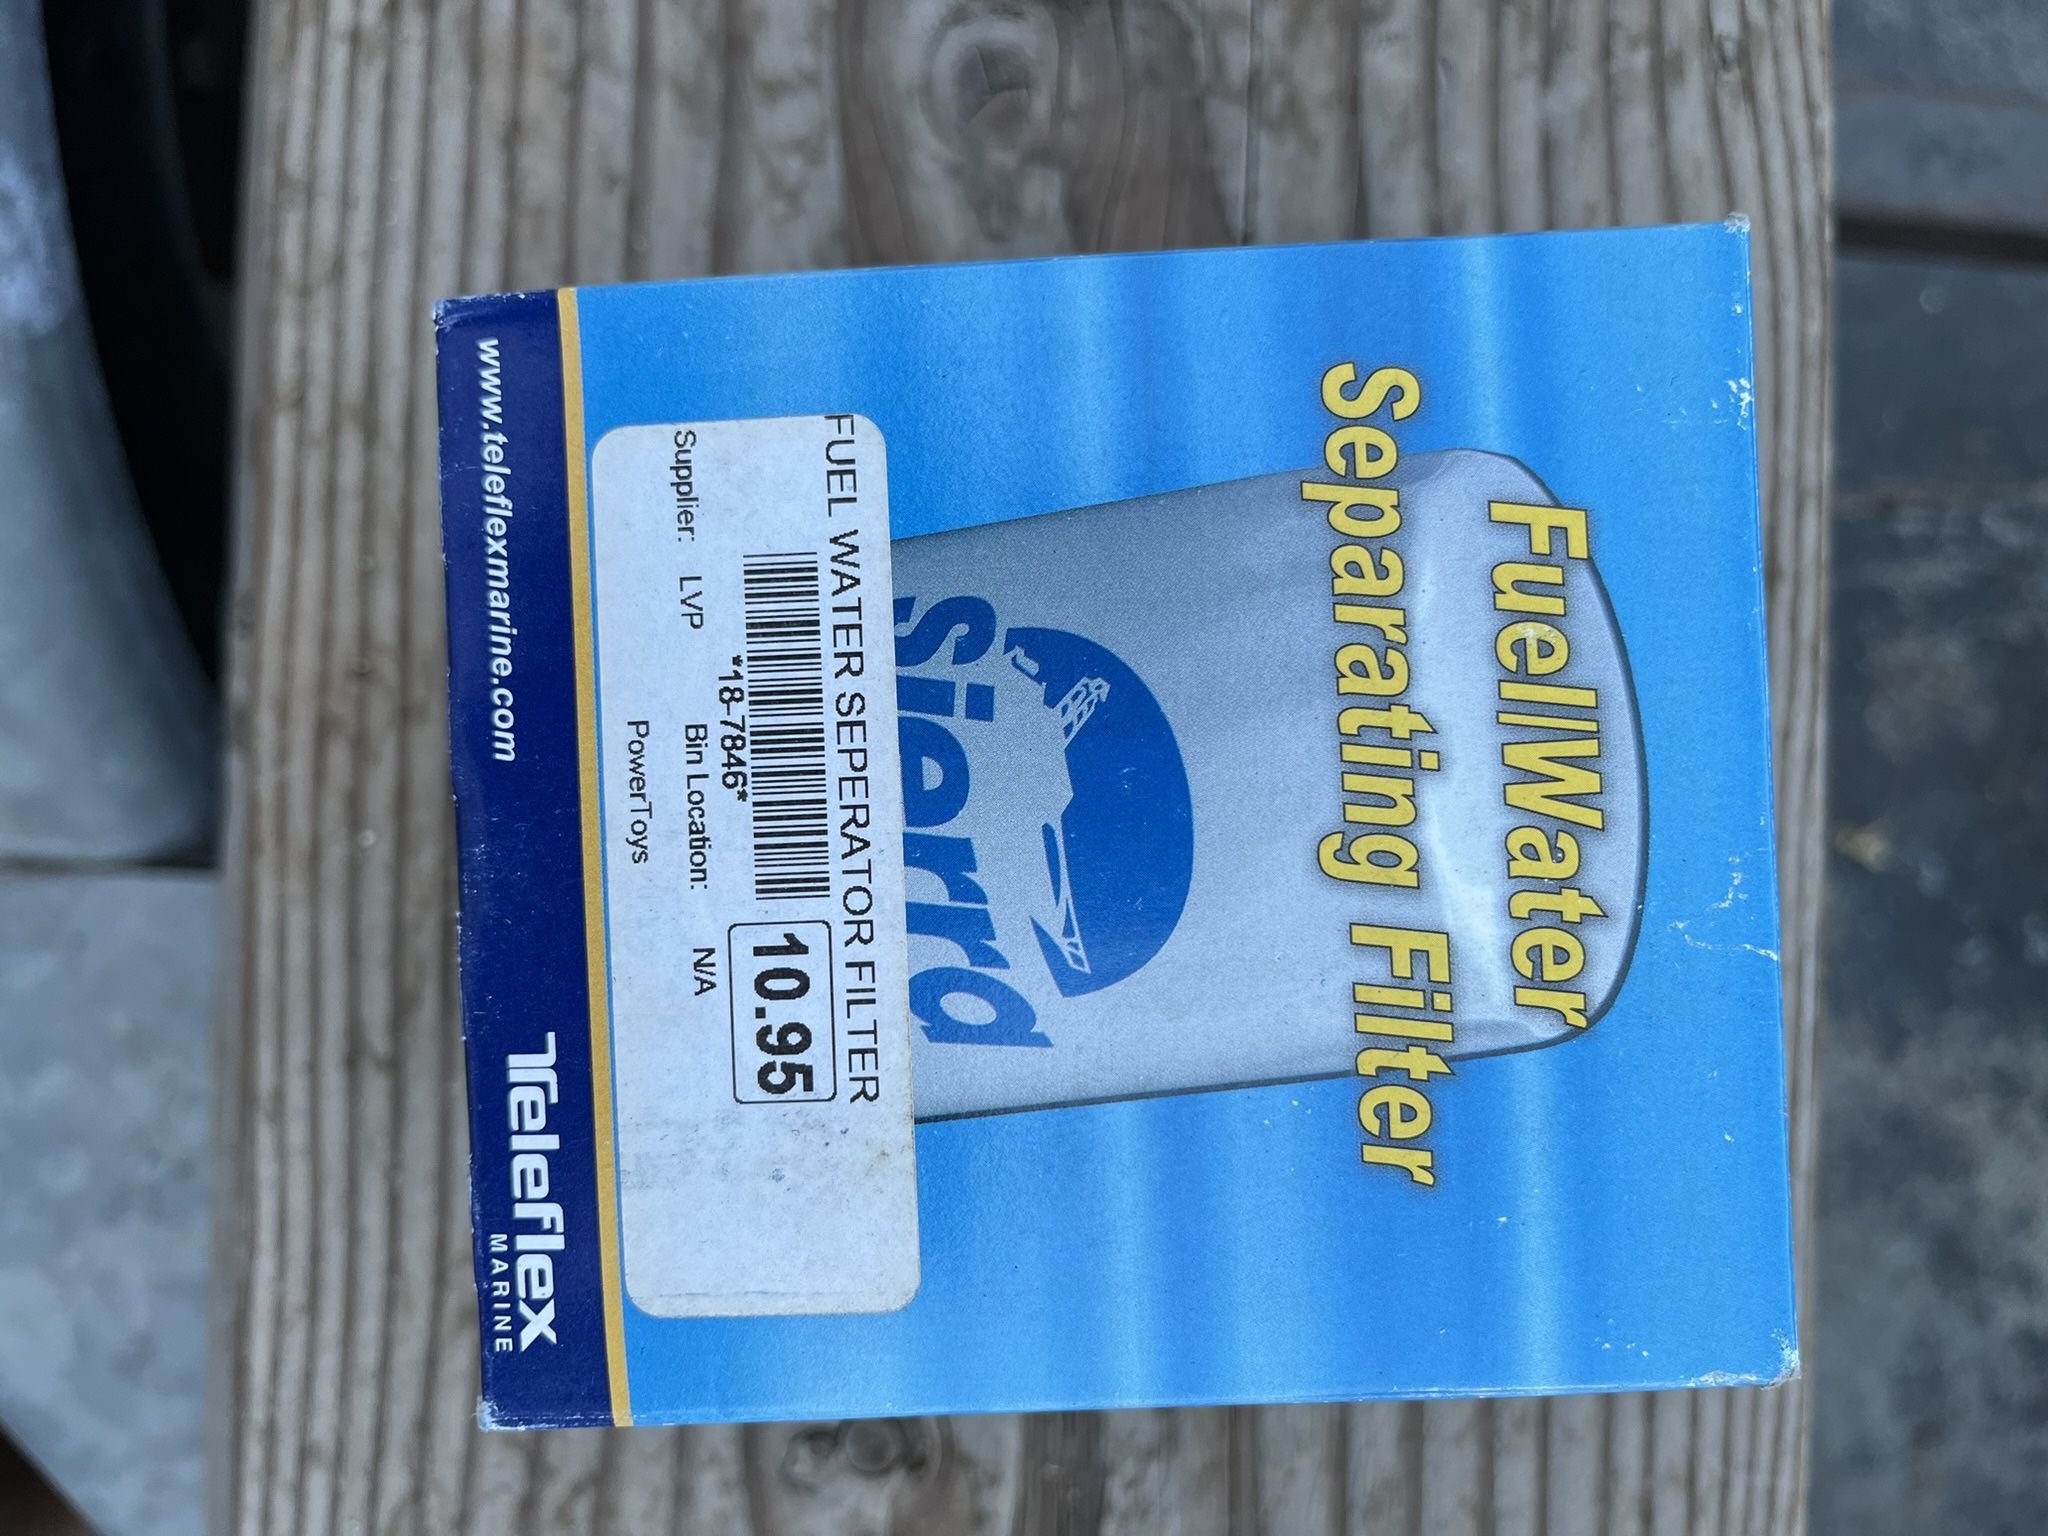 Fuel/Water
Separating Filter
Sierra
FUEL WATER SEPERATOR FILTER
*18-7846*
10.95
Supplier: LVP Bin Location: N/A
PowerToys
www.teleflexmarine.com
Teleflex
MARINE